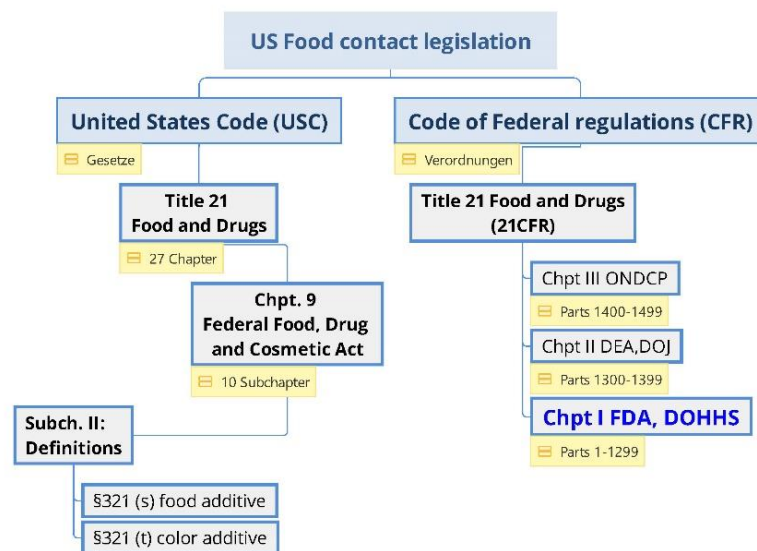 US Food contact legislation
United States Code (USC)
Gesetze
Title 21
Food and Drugs
27 Chapter
Chpt. 9
Federal Food, Drug
and Cosmetic Act
10 Subchapter
Subch. II:
Definitions
§321 (s) food additive
§321 (t) color additive
Code of Federal regulations (CFR)
Verordnungen
Title 21 Food and Drugs
(21CFR)
Chpt III ONDCP
Parts 1400-1499
Chpt II DEA,DOJ
Parts 1300-1399
Chpt I FDA, DOHHS
Parts 1-1299